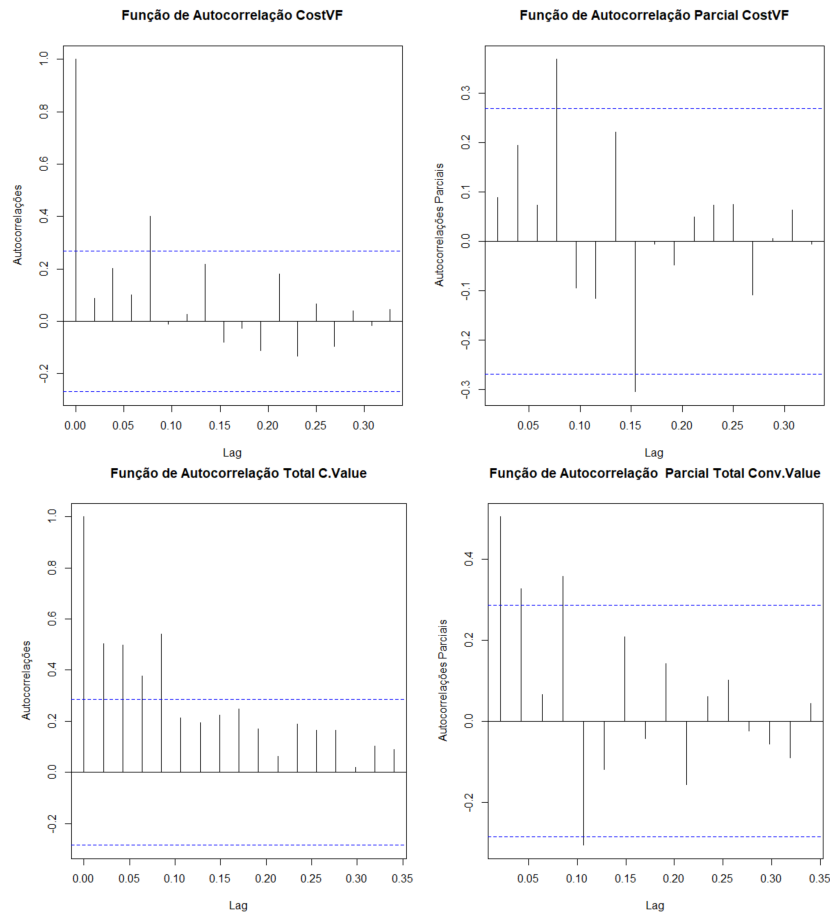 Função de Autocorrelação CostVF
Autocorrelações
1.0
0.8
0.6
0.4
0.2
0.0
-0.2
0.00 0.05 0.10 0.15 0.20 0.25 0.30
Lag
Função de Autocorrelação Parcial CostVF
Autocorrelações Parciais
0.3
0.2
0.1
0.0
-0.1
-0.2
-0.3
0.05 0.10 0.15 0.20 0.25 0.30
Lag
Função de Autocorrelação Total C.Value
Autocorrelações
1.0
0.8
0.6
0.4
0.2
0.0
-0.2
0.00 0.05 0.10 0.15 0.20 0.25 0.30 0.35
Lag
Função de Autocorrelação Parcial Total Conv.Value
Autocorrelações Parciais
0.4
0.2
0.0
-0.2
0.05 0.10 0.15 0.20 0.25 0.30 0.35
Lag